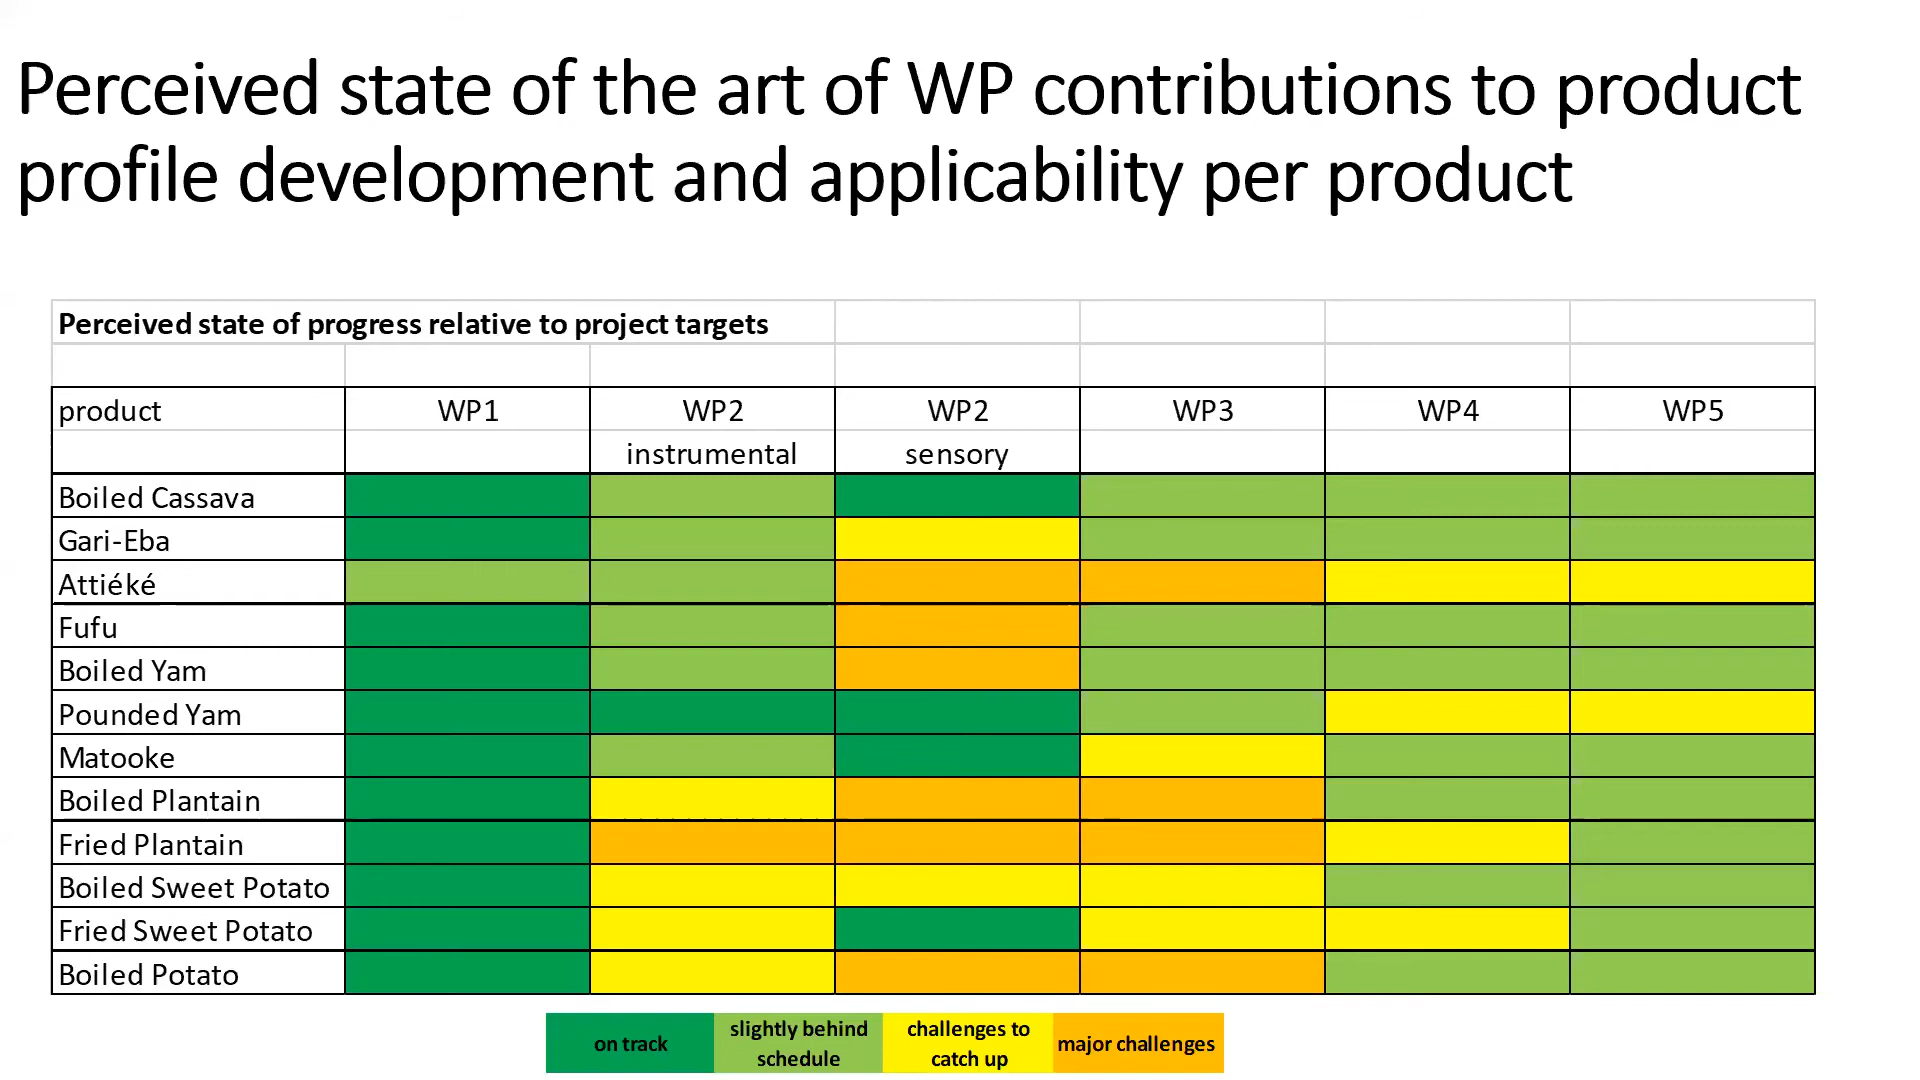 Perceived state of the art of WP contributions to product
profile development and applicability per product
Perceived state of progress relative to project targets
product WP1 WP2 WP2 WP3 WP4 WP5
instrumental sensory
Boiled Cassava
Gari-Eba
Attiéké
Fufu
Boiled Yam
Pounded Yam
Matooke
Boiled Plantain
Fried Plantain
Boiled Sweet Potato
Fried Sweet Potato
Boiled Potato
on track
slightly behind
schedule
challenges to
catch up
major challenges